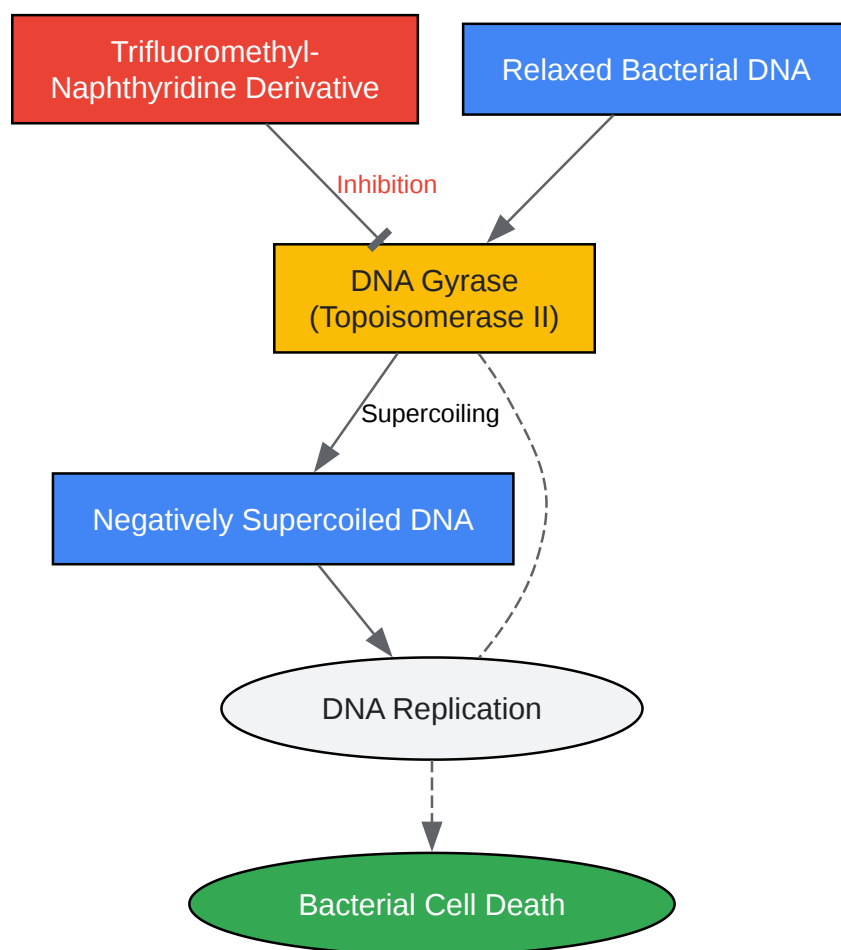 Trifluoromethyl-
Naphthyridine Derivative
Relaxed Bacterial DNA
Inhibition
DNA Gyrase
(Topoisomerase II)
Supercoiling
Negatively Supercoiled DNA
DNA Replication
Bacterial Cell Death